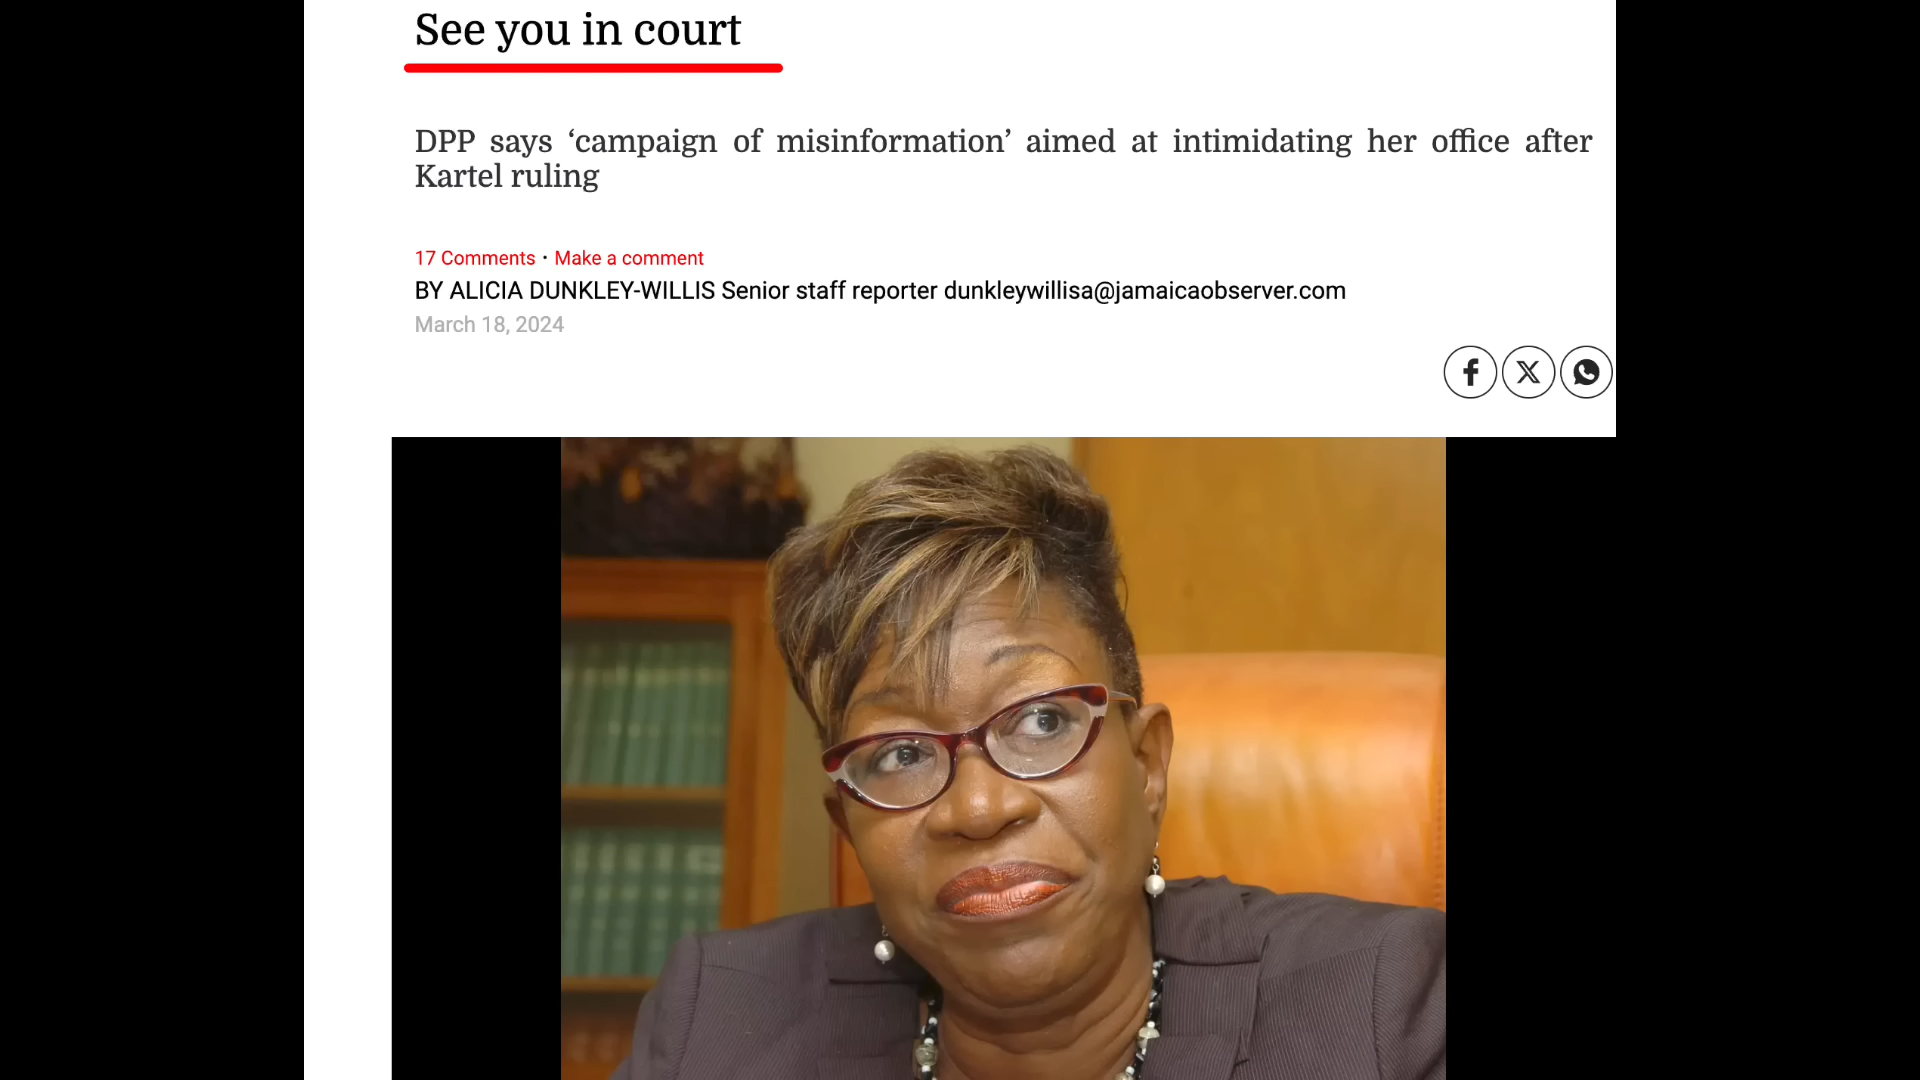 See you in court
DPP says ‘campaign of misinformation’ aimed at intimidating her office after
Kartel ruling
17 Comments · Make a comment
BY ALICIA DUNKLEY-WILLIS Senior staff reporter dunkleywillisa@jamaicaobserver.com
March 18, 2024